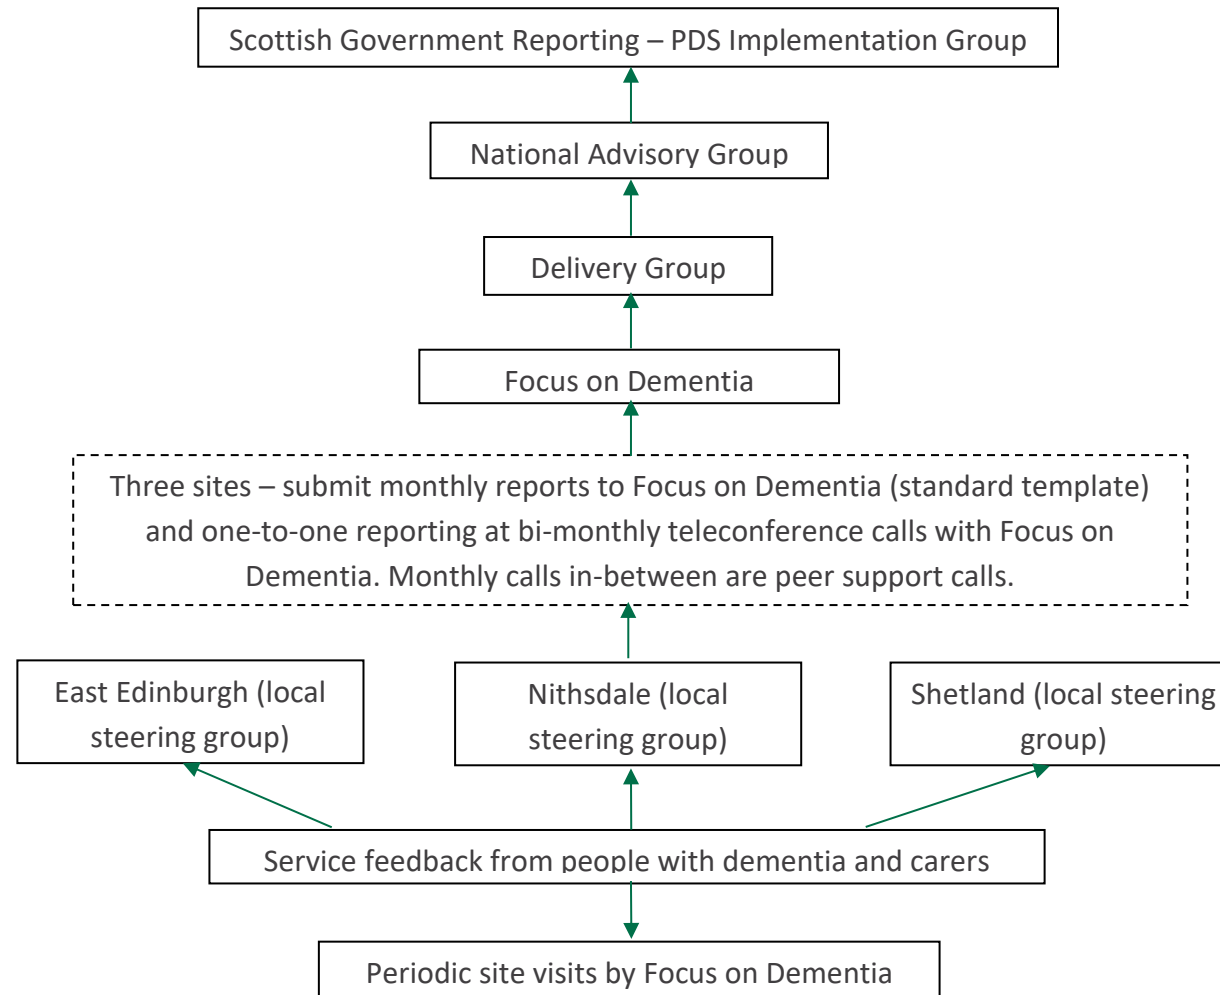 Scottish Government Reporting – PDS Implementation Group
National Advisory Group
Delivery Group
Focus on Dementia
Three sites – submit monthly reports to Focus on Dementia (standard template)
and one-to-one reporting at bi-monthly teleconference calls with Focus on
Dementia. Monthly calls in-between are peer support calls.
East Edinburgh (local
steering group)
Nithsdale (local
steering group)
Shetland (local steering
group)
Service feedback from people with dementia and carers
Periodic site visits by Focus on Dementia